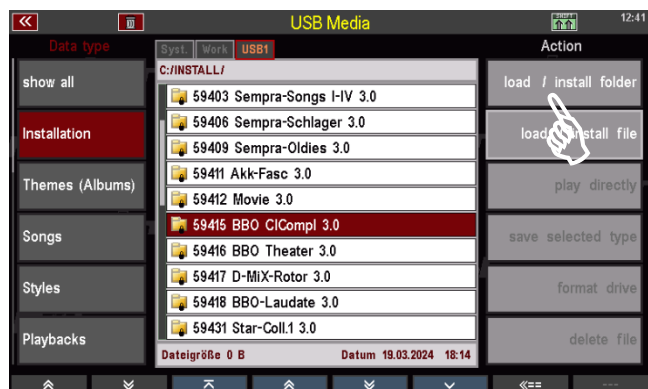 USB Media
SHIFT
12:41
Data type
Syst. Work USB1
Action
C:/INSTALL/
show all
Installation
Themes (Albums)
Songs
Styles
Playbacks
59403 Sempra-Songs I-IV 3.0
59406 Sempra-Schlager 3.0
59409 Sempra-Oldies 3.0
59411 Akk-Fasc 3.0
59412 Movie 3.0
59415 BBO ClCompl 3.0
59416 BBO Theater 3.0
59417 D-MiX-Rotor 3.0
59418 BBO-Laudate 3.0
59431 Star-Coll.1 3.0
Dateigröße 0 B Datum 19.03.2024 18:14
load / install folder
load / install file
play directly
save selected type
format drive
delete file